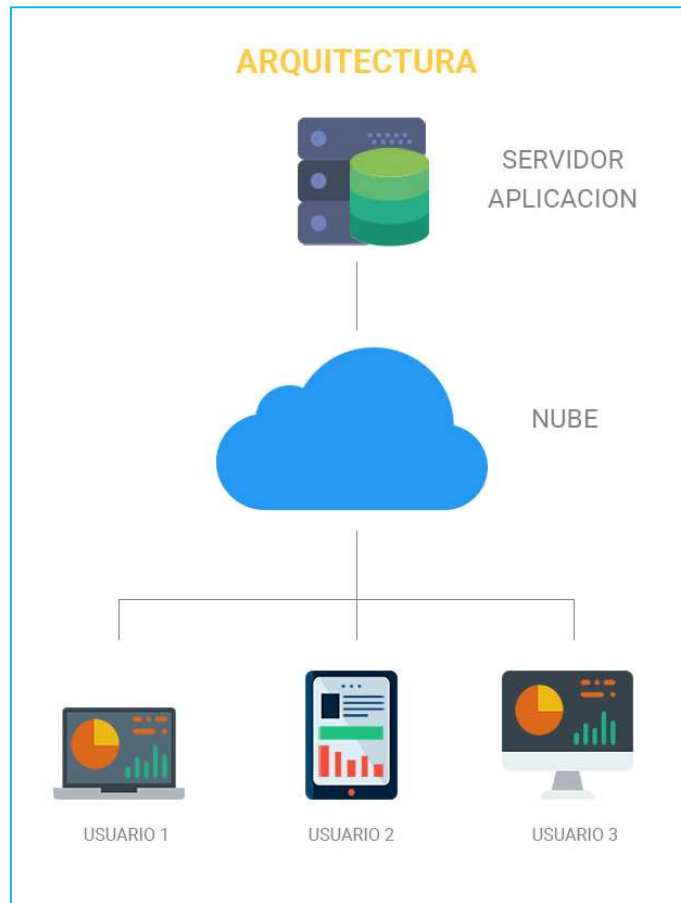 ARQUITECTURA
SERVIDOR
APLICACION
NUBE
USUARIO 1
USUARIO 2
USUARIO 3